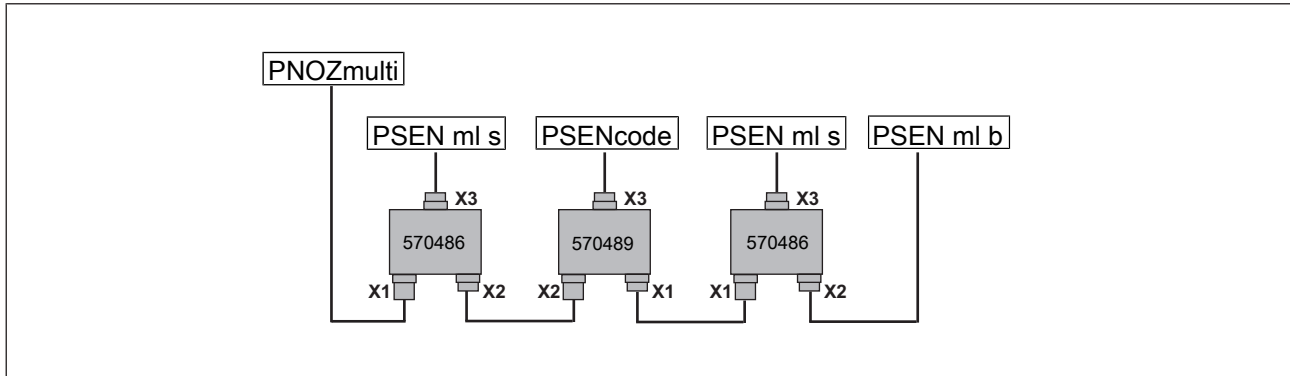 PNOZmulti
PSEN ml s PSENcode PSEN ml s PSEN ml b
X3 X3 X3
570486 570489 570486
X1 X2 X2 X1 X1 X2